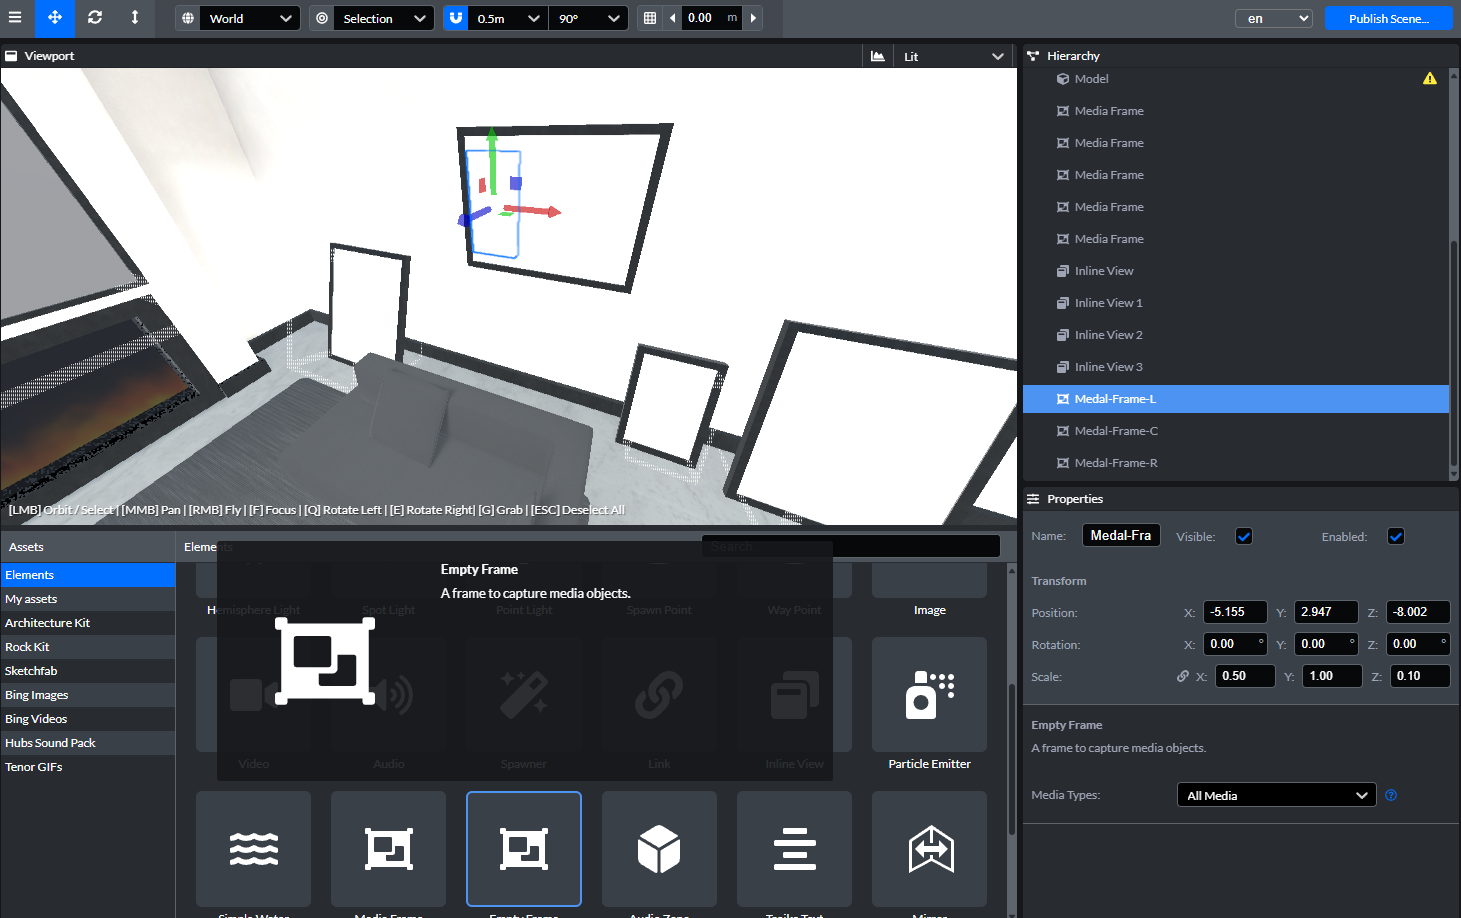 World
Selection
0.5m
90°
0.00 m
en
Publish Scene...
Viewport
Lit
Hierarchy
Model
Media Frame
Media Frame
Media Frame
Media Frame
Media Frame
Inline View
Inline View 1
Inline View 2
Inline View 3
Medal-Frame-L
Medal-Frame-C
Medal-Frame-R
[LMB] Orbit / Select | [MMB] Pan | [RMB] Fly | [F] Focus | [Q] Rotate Left | [E] Rotate Right| [G] Grab | [ESC] Deselect All
Properties
Name: Medal-Fra Visible: Enabled:
Transform
Position: X: -5.155 Y: 2.947 Z: -8.002
Rotation: X: 0.00 ° Y: 0.00 ° Z: 0.00 °
Scale: X: 0.50 Y: 1.00 Z: 0.10
Empty Frame
A frame to capture media objects.
Media Types: All Media
Assets
Elements
My assets
Architecture Kit
Rock Kit
Sketchfab
Bing Images
Bing Videos
Hubs Sound Pack
Tenor GIFs
Elements
Search...
Empty Frame
A frame to capture media objects.
Hemisphere Light
Spot Light
Point Light
Spawn Point
Way Point
Image
Video
Audio
Spawner
Link
Inline View
Particle Emitter
Simple Water
Media Frame
Empty Frame
Audio Zone
Troika Text
Mirror